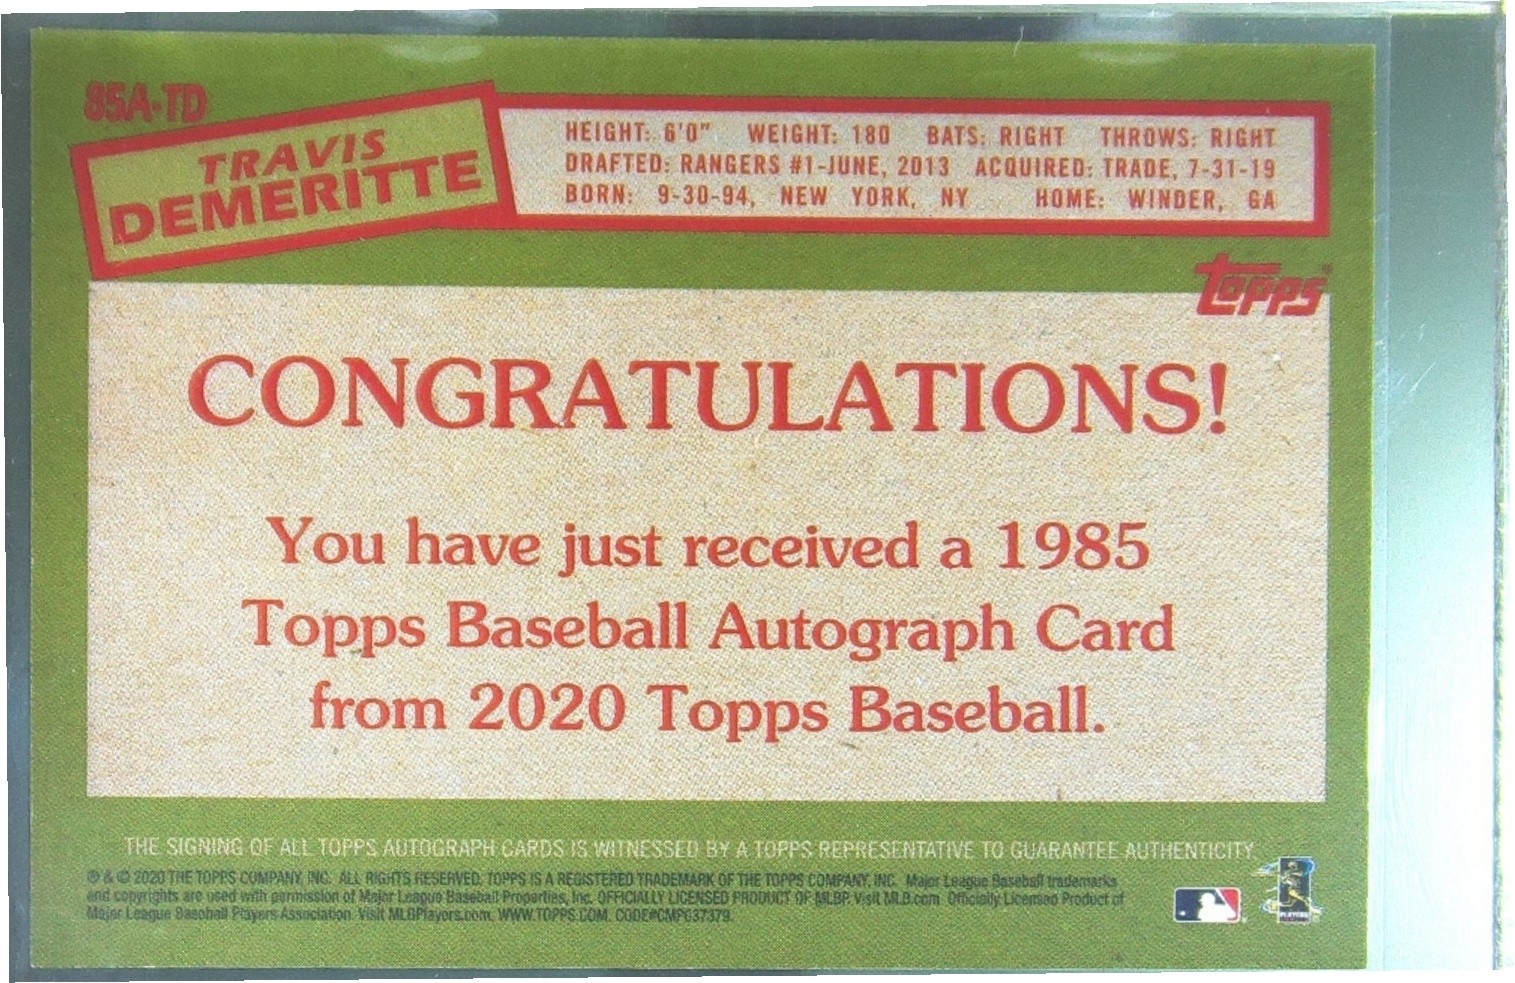 85A-TD
TRAVIS
DEMERITTE
HEIGHT: 6'0" WEIGHT: 180 BATS: RIGHT THROWS: RIGHT
DRAFTED: RANGERS #1-JUNE, 2013 ACQUIRED: TRADE, 7-31-19
BORN: 9-30-94, NEW YORK, NY HOME: WINDER, GA
topps
CONGRATULATIONS!
You have just received a 1985
Topps Baseball Autograph Card
from 2020 Topps Baseball.
THE SIGNING OF ALL TOPPS AUTOGRAPH CARDS IS WITNESSED BY A TOPPS REPRESENTATIVE TO GUARANTEE AUTHENTICITY.
® & © 2020 THE TOPPS COMPANY, INC. ALL RIGHTS RESERVED. TOPPS IS A REGISTERED TRADEMARK OF THE TOPPS COMPANY, INC. Major League Baseball trademarks
and copyrights are used with permission of Major League Baseball Properties, Inc. OFFICIALLY LICENSED PRODUCT OF MLBP. Visit MLB.com. Officially Licensed Product of
Major League Baseball Players Association. Visit MLBPlayers.com. WWW.TOPPS.COM. CODE#CMP037379.
PLAYERS